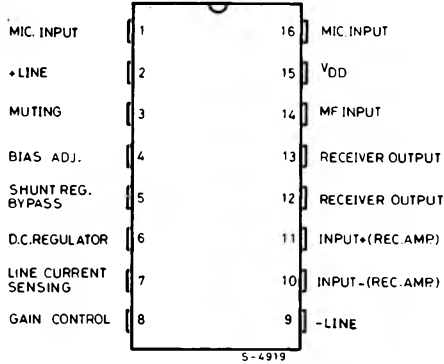 MIC. INPUT 1 16 MIC. INPUT
+LINE 2 15 VDD
MUTING 3 14 MF INPUT
BIAS ADJ. 4 13 RECEIVER OUTPUT
SHUNT REG.
BYPASS 5 12 RECEIVER OUTPUT
D.C.REGULATOR 6 11 INPUT+(REC.AMP.)
LINE CURRENT
SENSING 7 10 INPUT-(REC.AMP.)
GAIN CONTROL 8 9 -LINE
S-4919